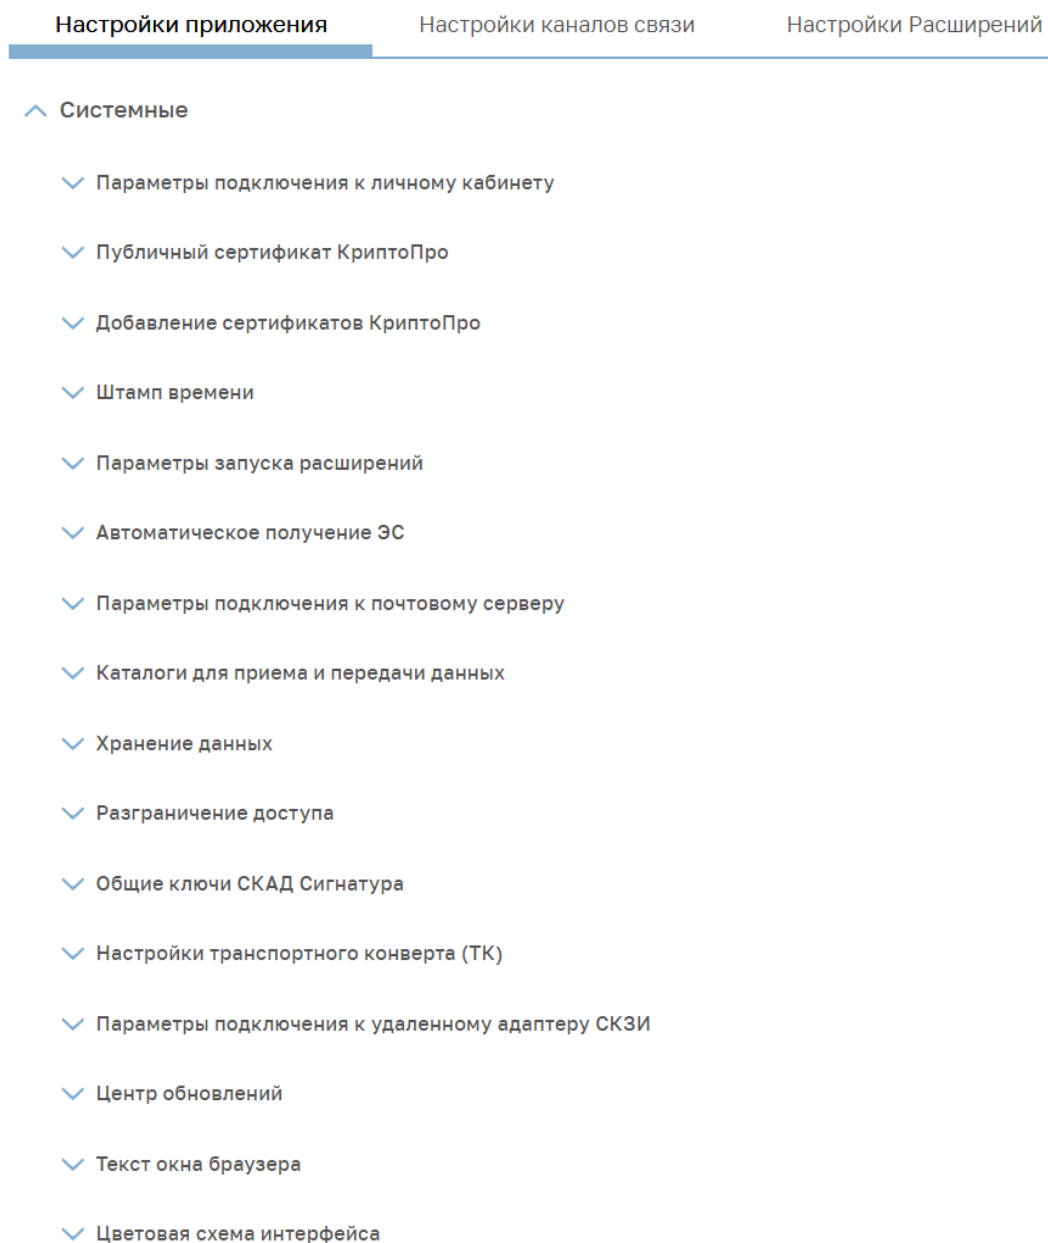 Настройки приложения Настройки каналов связи Настройки Расширений
Системные
Параметры подключения к личному кабинету
Публичный сертификат КриптоПро
Добавление сертификатов КриптоПро
Штамп времени
Параметры запуска расширений
Автоматическое получение ЭС
Параметры подключения к почтовому серверу
Каталоги для приема и передачи данных
Хранение данных
Разграничение доступа
Общие ключи СКАД Сигнатура
Настройки транспортного конверта (ТК)
Параметры подключения к удаленному адаптеру СКЗИ
Центр обновлений
Текст окна браузера
Цветовая схема интерфейса